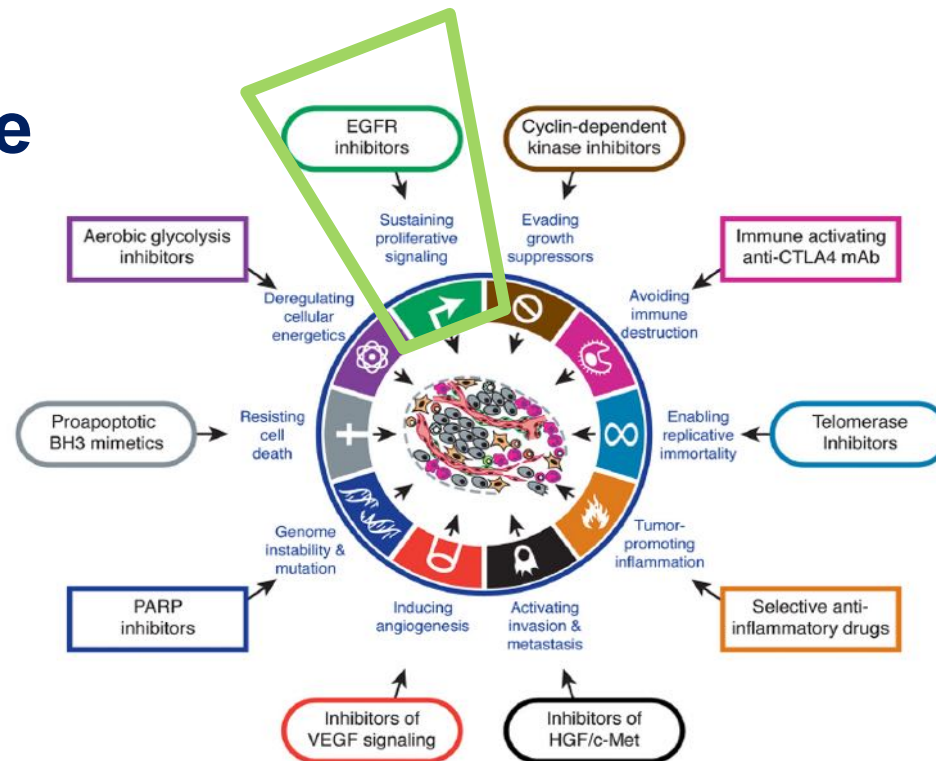 e
EGFR
inhibitors
Cyclin-dependent
kinase inhibitors
Sustaining
proliferative
signaling
Evading
growth
suppressors
Aerobic glycolysis
inhibitors
Immune activating
anti-CTLA4 mAb
Deregulating
cellular
energetics
Avoiding
immune
destruction
Proapoptotic
BH3 mimetics
Resisting
cell
death
Enabling
replicative
immortality
Telomerase
Inhibitors
Genome
instability &
mutation
Tumor-
promoting
inflammation
PARP
inhibitors
Inducing
angiogenesis
Activating
invasion &
metastasis
Selective anti-
inflammatory drugs
Inhibitors of
VEGF signaling
Inhibitors of
HGF/c-Met